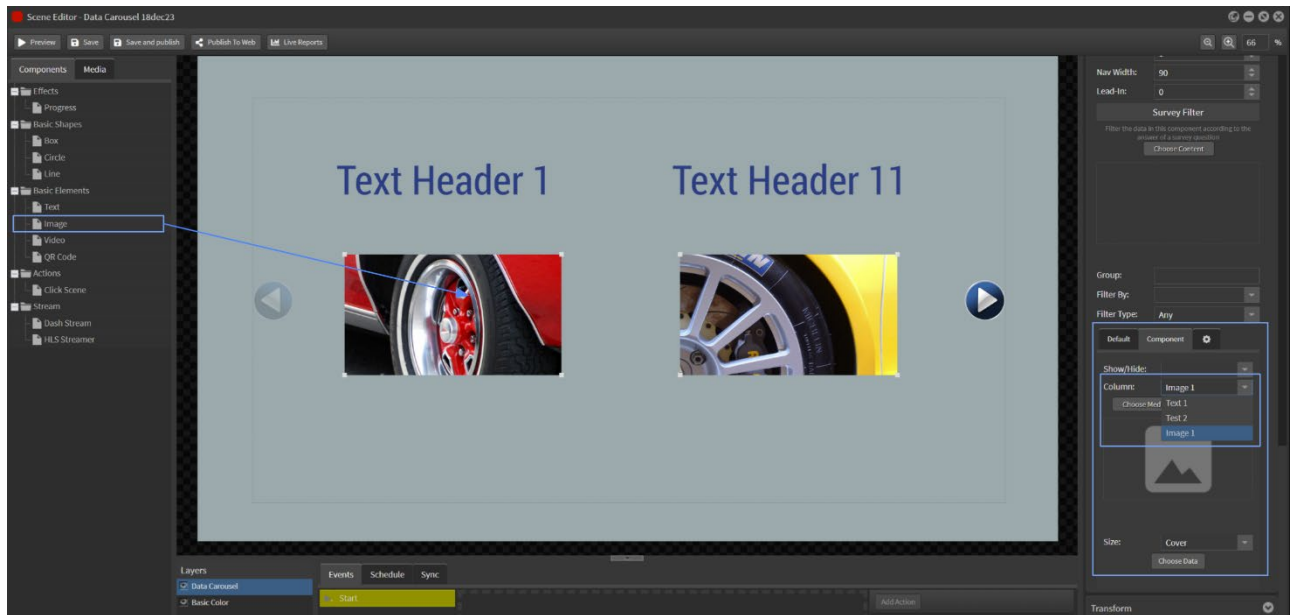 Scene Editor - Data Carousel 18dec23
Preview Save Save and publish Publish To Web Live Reports 66 %
Components Media
Effects
Progress
Basic Shapes
Box
Circle
Line
Basic Elements
Text
Image
Video
QR Code
Actions
Click Scene
Stream
Dash Stream
HLS Streamer
Text Header 1
Text Header 11
Nav Width: 90
Lead-In: 0
Survey Filter
Filter the data in this component according to the
answer of a survey question
Choose Content
Group:
Filter By:
Filter Type: Any
Default Component
Show/Hide:
Column: Image 1
Choose Med
Text 1
Test 2
Image 1
Size: Cover
Choose Data
Transform
Layers
Data Carousel
Basic Color
Events Schedule Sync
Start
Add Action